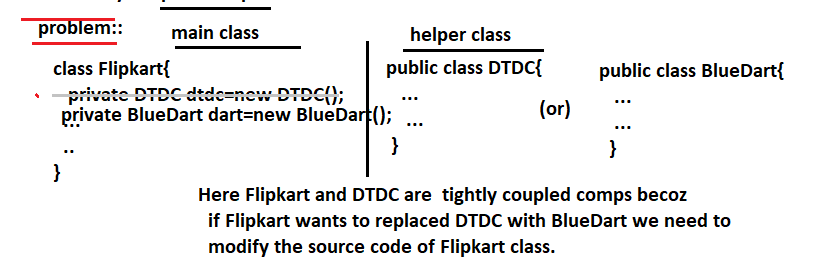 problem::
main class
class Flipkart{
private DTDC dtdc=new DTDC();
private BlueDart dart=new BlueDart();
...
..
}
helper class
public class DTDC{
...
...
}
(or)
public class BlueDart{
...
...
}
Here Flipkart and DTDC are tightly coupled comps becoz
if Flipkart wants to replaced DTDC with BlueDart we need to
modify the source code of Flipkart class.